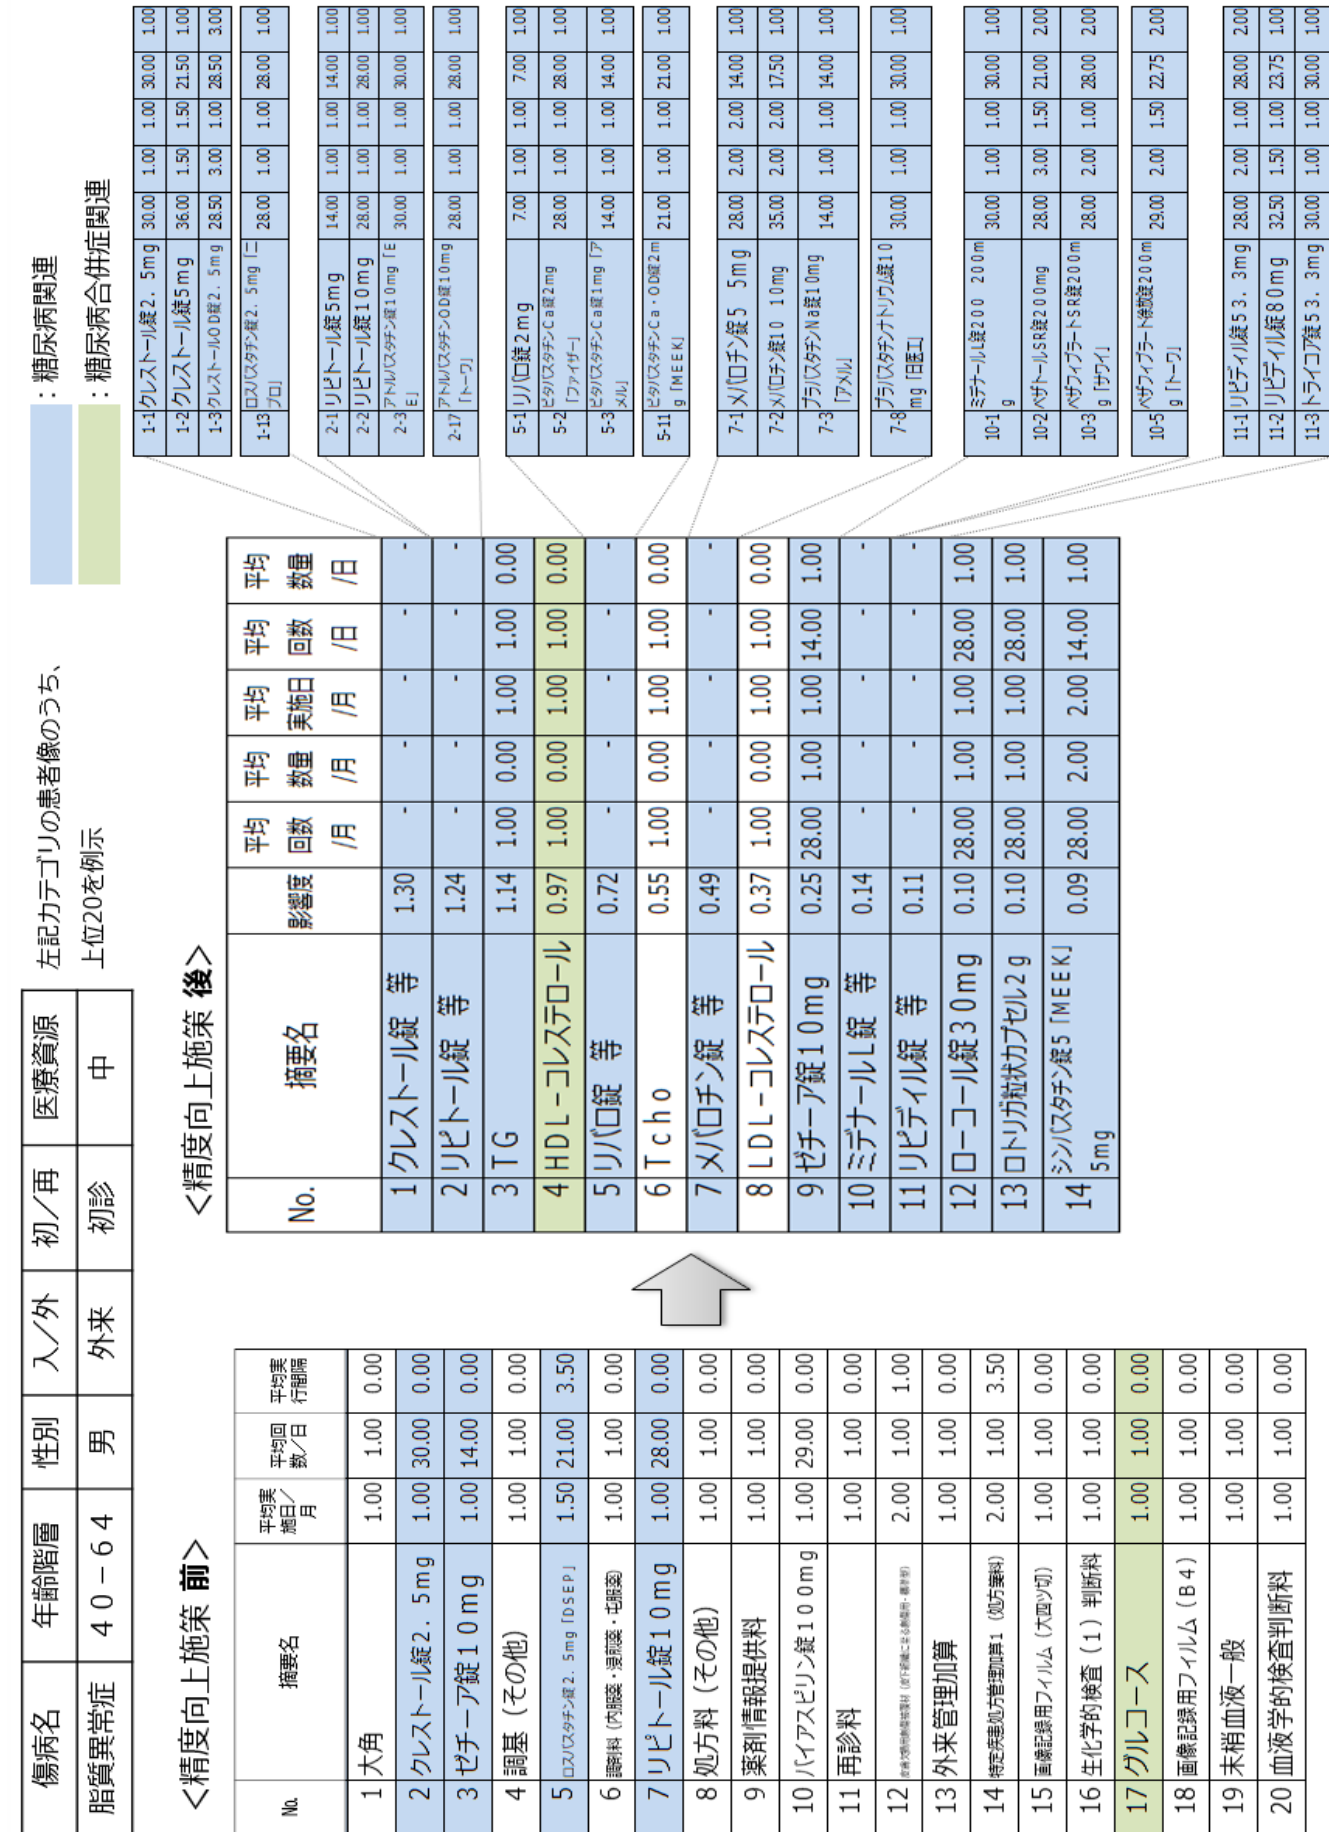 傷病名 年齢階層 性別 入／外 初／再 医療資源
脂質異常症 ４０－６４ 男 外来 初診 中
左記カテゴリの患者像のうち、
上位20を例示
：糖尿病関連
：糖尿病合併症関連
＜精度向上施策 前＞
No. 摘要名 平均実施日／月 平均回数／日 平均実行間隔
1 大角 1.00 1.00 0.00
2 クレストール錠２．５ｍｇ 1.00 30.00 0.00
3 ゼチーア錠１０ｍｇ 1.00 14.00 0.00
4 調基（その他） 1.00 1.00 0.00
5 ロスバスタチン錠２．５ｍｇ「ＤＳＥＰ」 1.50 21.00 3.50
6 調剤料（内服薬・浸煎薬・屯服薬） 1.00 1.00 0.00
7 リピトール錠１０ｍｇ 1.00 28.00 0.00
8 処方料（その他） 1.00 1.00 0.00
9 薬剤情報提供料 1.00 1.00 0.00
10 バイアスピリン錠１００ｍｇ 1.00 29.00 0.00
11 再診料 1.00 1.00 0.00
12 2.00 1.00 1.00
13 外来管理加算 1.00 1.00 0.00
14 特定疾患処方管理加算１（処方箋料） 2.00 1.00 3.50
15 画像記録用フィルム（大四ツ切） 1.00 1.00 0.00
16 生化学的検査（１）判断料 1.00 1.00 0.00
17 グルコース 1.00 1.00 0.00
18 画像記録用フィルム（Ｂ４） 1.00 1.00 0.00
19 末梢血液一般 1.00 1.00 0.00
20 血液学的検査判断料 1.00 1.00 0.00
＜精度向上施策 後＞
No. 摘要名 影響度 平均回数／月 平均数量／月 平均実施日／月 平均回数／日 平均数量／日
1 クレストール錠 等 1.30 - - - - -
2 リピトール錠 等 1.24 - - - - -
3 ＴＧ 1.14 1.00 0.00 1.00 1.00 0.00
4 ＨＤＬ－コレステロール 0.97 1.00 0.00 1.00 1.00 0.00
5 リバロ錠 等 0.72 - - - - -
6 Ｔｃｈｏ 0.55 1.00 0.00 1.00 1.00 0.00
7 メバロチン錠 等 0.49 - - - - -
8 ＬＤＬ－コレステロール 0.37 1.00 0.00 1.00 1.00 0.00
9 ゼチーア錠１０ｍｇ 0.25 28.00 1.00 1.00 14.00 1.00
10 ミデナールＬ錠 等 0.14 - - - - -
11 リピディル錠 等 0.11 - - - - -
12 ローコール錠３０ｍｇ 0.10 28.00 1.00 1.00 28.00 1.00
13 ロトリガ粒状カプセル２ｇ 0.10 28.00 1.00 1.00 28.00 1.00
14 シンバスタチン錠５「ＭＥＥＫ」５ｍｇ 0.09 28.00 2.00 2.00 14.00 1.00
1-1 クレストール錠２．５ｍｇ 30.00 1.00 1.00 30.00 1.00
1-2 クレストール錠５ｍｇ 36.00 1.50 1.50 21.50 1.00
1-3 クレストールＯＤ錠２．５ｍｇ 28.50 3.00 1.00 28.50 3.00
1-13 ロスバスタチン錠２．５ｍｇ「ニプロ」 28.00 1.00 1.00 28.00 1.00
2-1 リピトール錠５ｍｇ 14.00 1.00 1.00 14.00 1.00
2-2 リピトール錠１０ｍｇ 28.00 1.00 1.00 28.00 1.00
2-3 アトルバスタチン錠１０ｍｇ「ＥＥ」 30.00 1.00 1.00 30.00 1.00
2-17 アトルバスタチンＯＤ錠１０ｍｇ「トーワ」 28.00 1.00 1.00 28.00 1.00
5-1 リバロ錠２ｍｇ 7.00 1.00 1.00 7.00 1.00
5-2 ピタバスタチンＣａ錠２ｍｇ「ファイザー」 28.00 1.00 1.00 28.00 1.00
5-3 ピタバスタチンＣａ錠１ｍｇ「アメル」 14.00 1.00 1.00 14.00 1.00
5-11 ピタバスタチンＣａ・ＯＤ錠２ｍｇ「ＭＥＥＫ」 21.00 1.00 1.00 21.00 1.00
7-1 メバロチン錠５ ５ｍｇ 28.00 2.00 2.00 14.00 1.00
7-2 メバロチン錠１０ １０ｍｇ 35.00 2.00 2.00 17.50 1.00
7-3 プラバスタチンＮａ錠１０ｍｇ「アメル」 14.00 1.00 1.00 14.00 1.00
7-8 プラバスタチンナトリウム錠１０ｍｇ「日医工」 30.00 1.00 1.00 30.00 1.00
10-1 ミデナールＬ錠２００ ２００ｍｇ 30.00 1.00 1.00 30.00 1.00
10-2 ベザトールＳＲ錠２００ｍｇ 28.00 3.00 1.50 21.00 2.00
10-3 ベザフィブラートＳＲ錠２００ｍｇ「サワイ」 28.00 2.00 1.00 28.00 2.00
10-5 ベザフィブラート徐放錠２００ｍｇ「トーワ」 29.00 2.00 1.50 22.75 2.00
11-1 リピディル錠５３．３ｍｇ 28.00 2.00 1.00 28.00 2.00
11-2 リピディル錠８０ｍｇ 32.50 1.50 1.00 23.75 1.00
11-3 トライコア錠５３．３ｍｇ 30.00 1.00 1.00 30.00 1.00